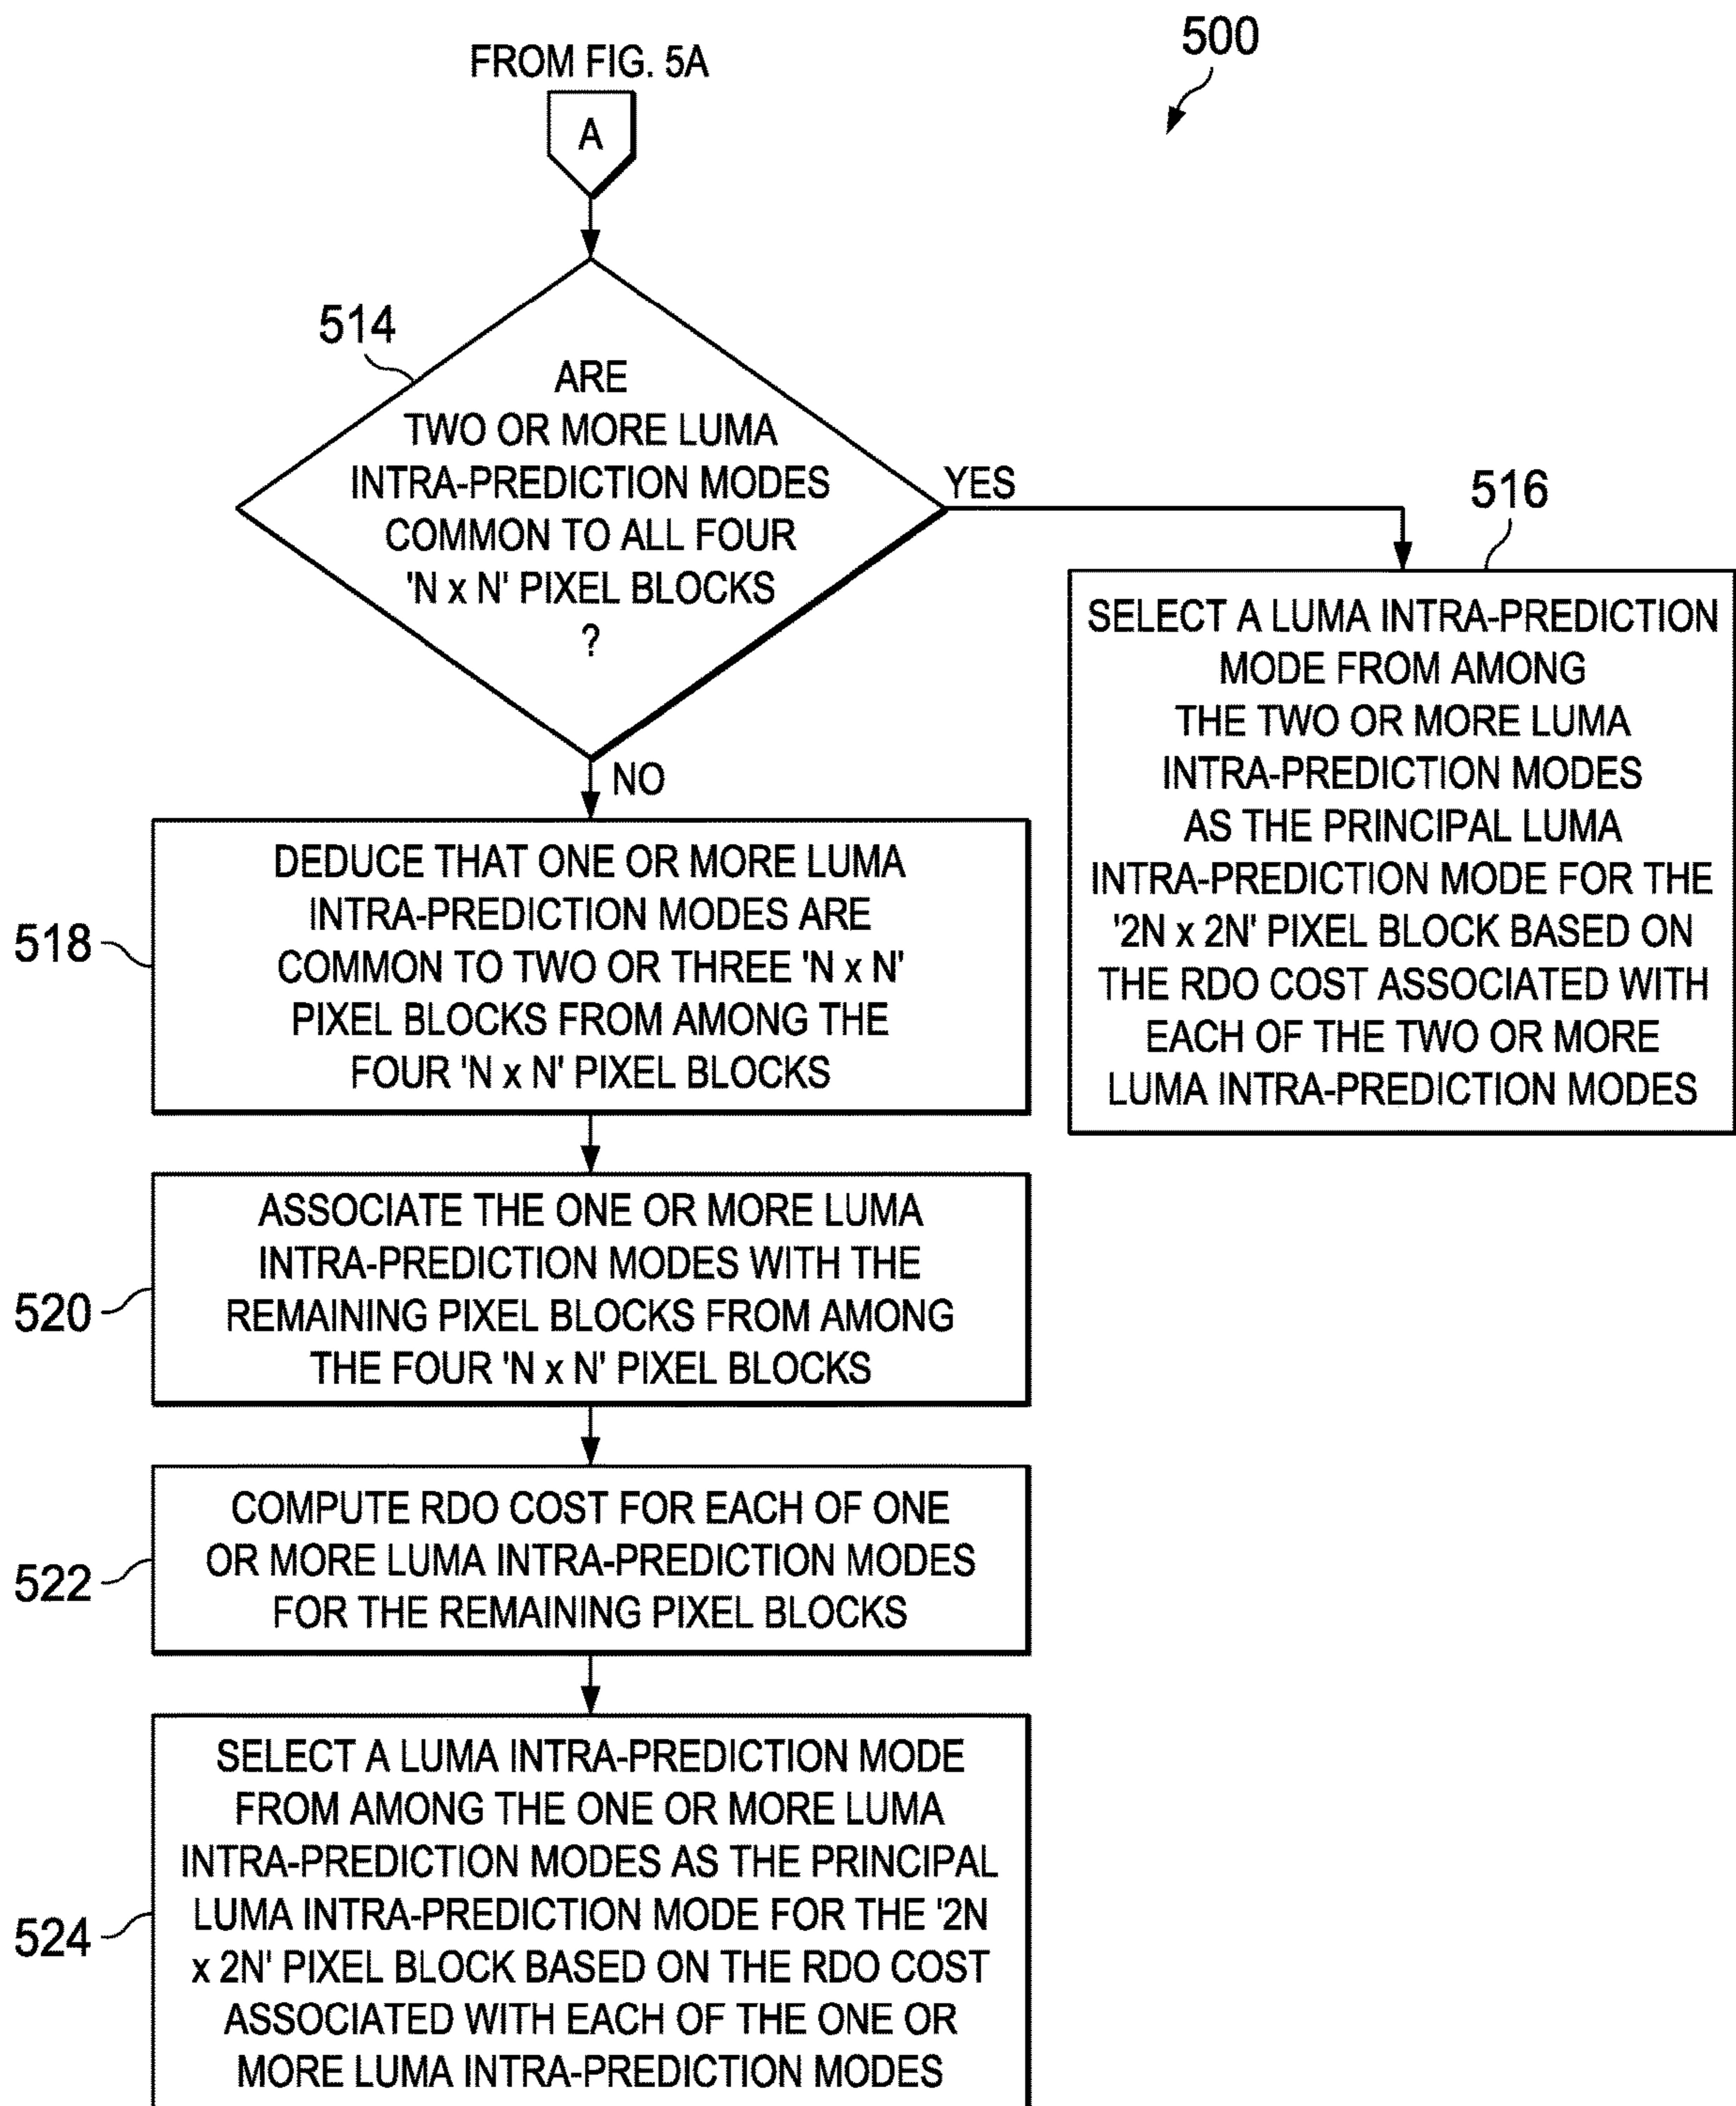 500
FROM FIG. 5A
A
514
ARE
TWO OR MORE LUMA
INTRA-PREDICTION MODES
COMMON TO ALL FOUR
'N x N' PIXEL BLOCKS
?
YES
NO
516
SELECT A LUMA INTRA-PREDICTION
MODE FROM AMONG
THE TWO OR MORE LUMA
INTRA-PREDICTION MODES
AS THE PRINCIPAL LUMA
INTRA-PREDICTION MODE FOR THE
'2N x 2N' PIXEL BLOCK BASED ON
THE RDO COST ASSOCIATED WITH
EACH OF THE TWO OR MORE
LUMA INTRA-PREDICTION MODES
518
DEDUCE THAT ONE OR MORE LUMA
INTRA-PREDICTION MODES ARE
COMMON TO TWO OR THREE 'N x N'
PIXEL BLOCKS FROM AMONG THE
FOUR 'N x N' PIXEL BLOCKS
520
ASSOCIATE THE ONE OR MORE LUMA
INTRA-PREDICTION MODES WITH THE
REMAINING PIXEL BLOCKS FROM AMONG
THE FOUR 'N x N' PIXEL BLOCKS
522
COMPUTE RDO COST FOR EACH OF ONE
OR MORE LUMA INTRA-PREDICTION MODES
FOR THE REMAINING PIXEL BLOCKS
524
SELECT A LUMA INTRA-PREDICTION MODE
FROM AMONG THE ONE OR MORE LUMA
INTRA-PREDICTION MODES AS THE PRINCIPAL
LUMA INTRA-PREDICTION MODE FOR THE '2N
x 2N' PIXEL BLOCK BASED ON THE RDO COST
ASSOCIATED WITH EACH OF THE ONE OR
MORE LUMA INTRA-PREDICTION MODES